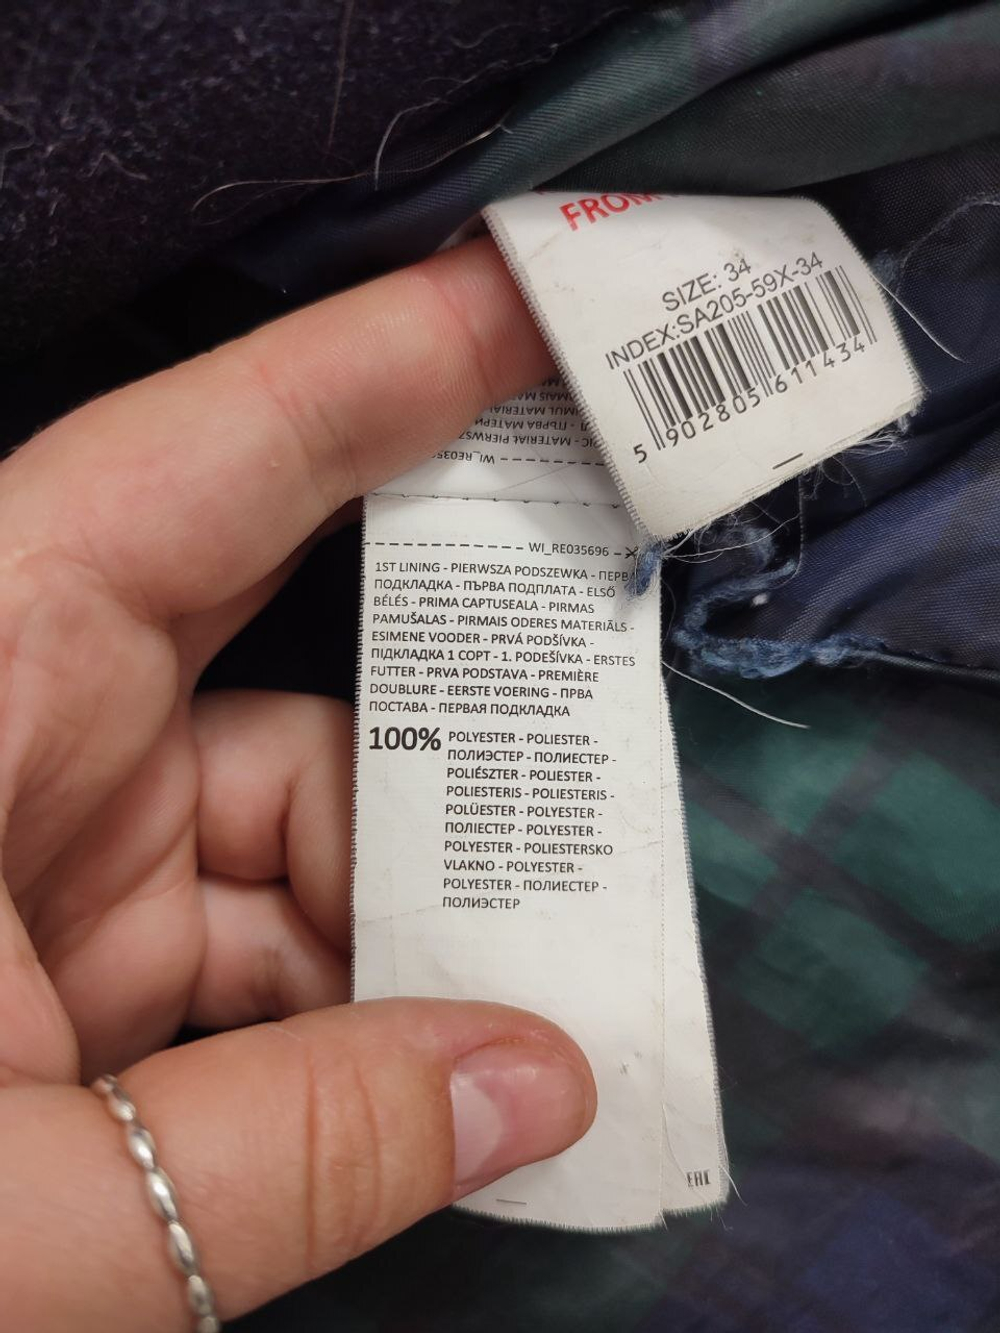 FROM
SIZE: 34
INDEX:SA205-59X-34
5 902805 611434
WI_RE035696
1ST LINING - PIERWSZA PODSZEWKA -
ПОДКЛАДКА - ПЪРВА ПОДПЛАТА - ELSŐ
BÉLÉS - PRIMA CAPTUSEALA - PIRMAS
PAMUŠALAS - PIRMAIS ODERES MATERIĀLS -
ESIMENE VOODER - PRVÁ PODŠÍVKA -
ПІДКЛАДКА 1 СОРТ - 1. PODEŠÍVKA - ERSTES
FUTTER - PRVA PODSTAVA - PREMIÈRE
DOUBLURE - EERSTE VOERING - ПРВА
ПОСТАВА - ПЕРВАЯ ПОДКЛАДКА
100% POLYESTER - POLIESTER -
ПОЛИЭСТЕР - ПОЛИЕСТЕР -
POLIÉSZTER - POLIESTER -
POLIESTERIS - POLIESTERIS -
POLÜESTER - POLYESTER -
ПОЛІЕСТЕР - POLYESTER -
POLYESTER - POLIESTERSKO
VLAKNO - POLYESTER -
POLYESTER - ПОЛИЕСТЕР -
ПОЛИЭСТЕР
EAC